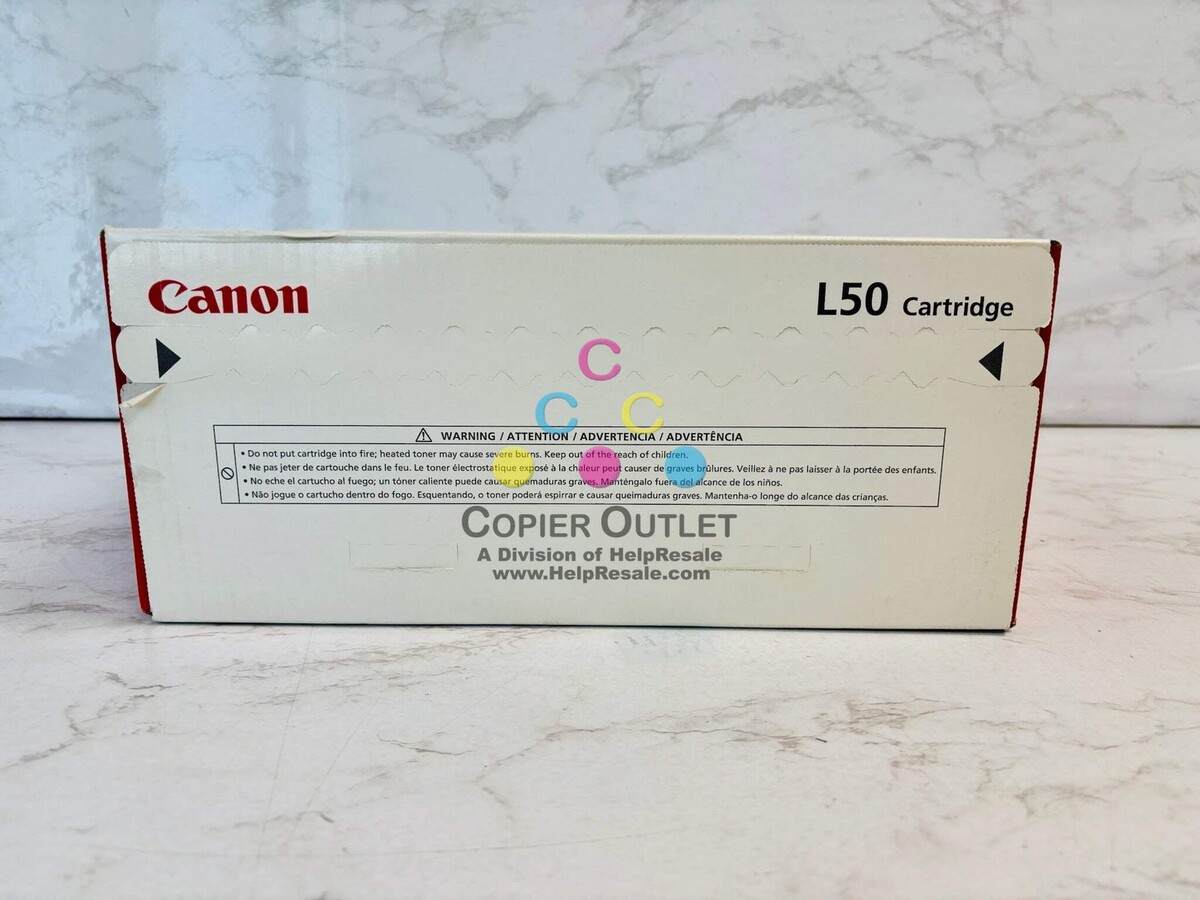 Canon
L50 Cartridge
C
C C
WARNING / ATTENTION / ADVERTENCIA / ADVERTÊNCIA
• Do not put cartridge into fire; heated toner may cause severe burns. Keep out of the reach of children.
• Ne pas jeter de cartouche dans le feu. Le toner électrostatique exposé à la chaleur peut causer de graves brûlures. Veillez à ne pas laisser à la portée des enfants.
• No eche el cartucho al fuego; un tóner caliente puede causar quemaduras graves. Manténgalo fuera del alcance de los niños.
• Não jogue o cartucho dentro do fogo. Esquentando, o toner poderá espirrar e causar queimaduras graves. Mantenha-o longe do alcance das crianças.
COPIER OUTLET
A Division of HelpResale
www.HelpResale.com